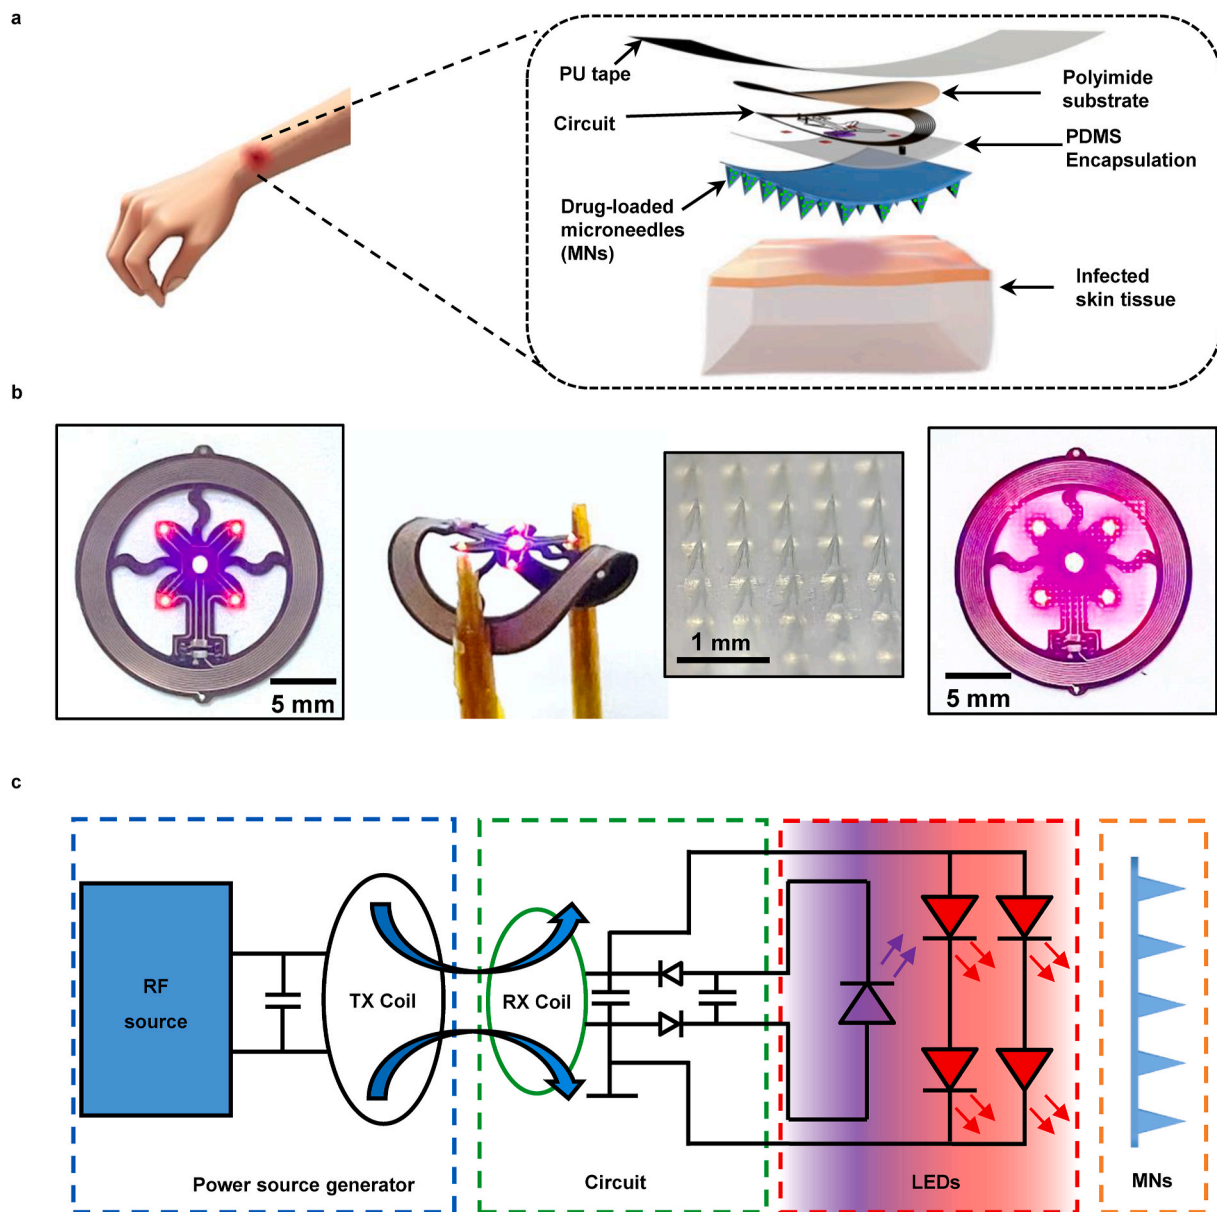 a
PU tape
Circuit
Drug-loaded
microneedles
(MNs)
Polyimide
substrate
PDMS
Encapsulation
Infected
skin tissue
b
5 mm
1 mm
5 mm
c
RF
source
TX Coil
RX Coil
Power source generator
Circuit
LEDs
MNs